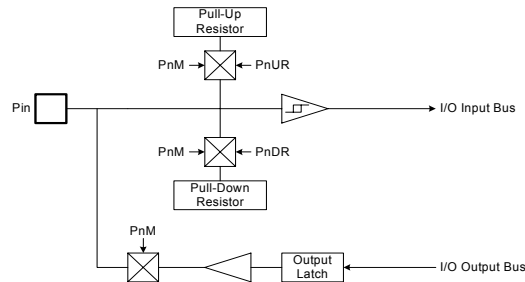 Pull-Up
Resistor
PnM
PnUR
Pin
I/O Input Bus
PnM
PnDR
Pull-Down
Resistor
PnM
Output
Latch
I/O Output Bus